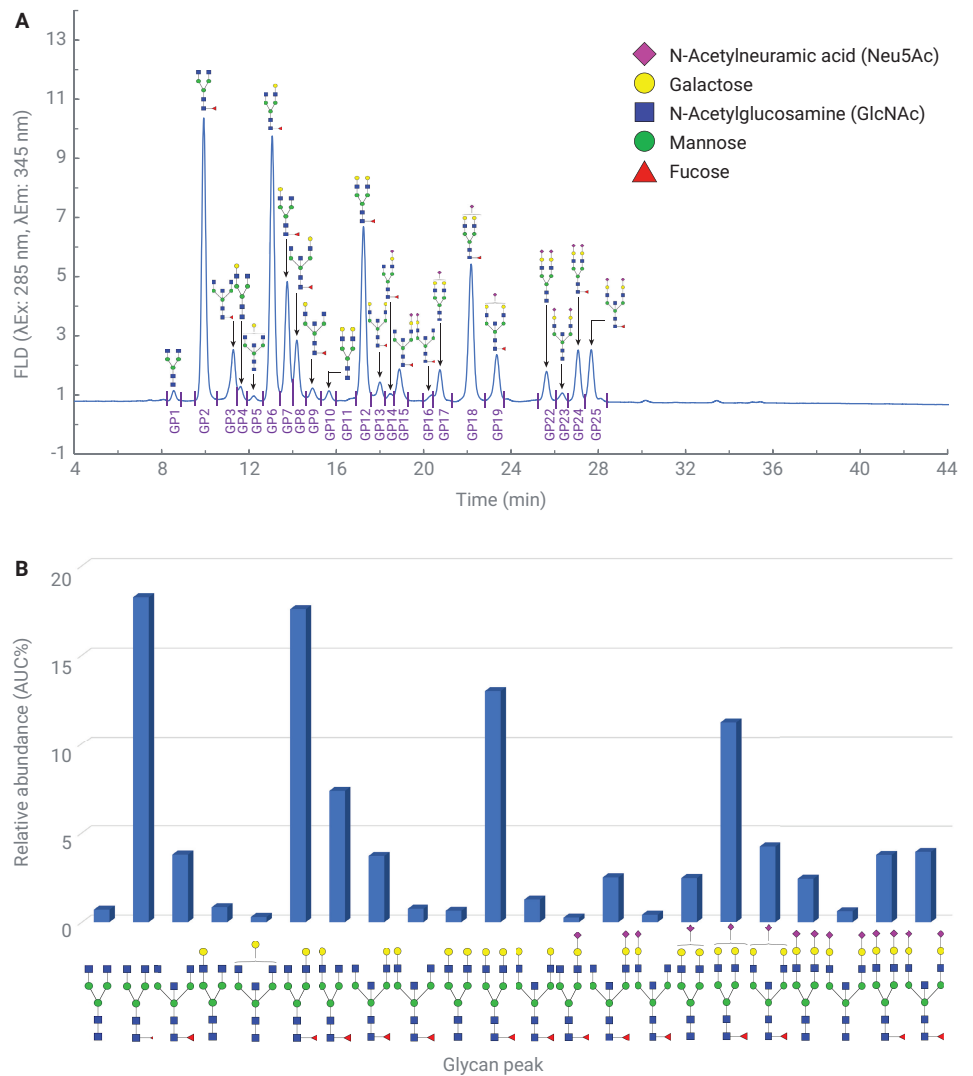 A
FLD (λEx: 285 nm, λEm: 345 nm)
13
11
9
7
5
3
1
-1
N-Acetylneuramic acid (Neu5Ac)
Galactose
N-Acetylglucosamine (GlcNAc)
Mannose
Fucose
GP1 GP2 GP3 GP4 GP5 GP6 GP7 GP8 GP9 GP10 GP11 GP12 GP13 GP14 GP15 GP16 GP17 GP18 GP19 GP22 GP23 GP24 GP25
4 8 12 16 20 24 28 32 36 40 44
Time (min)
B
Relative abundance (AUC%)
20
15
10
5
0
Glycan peak